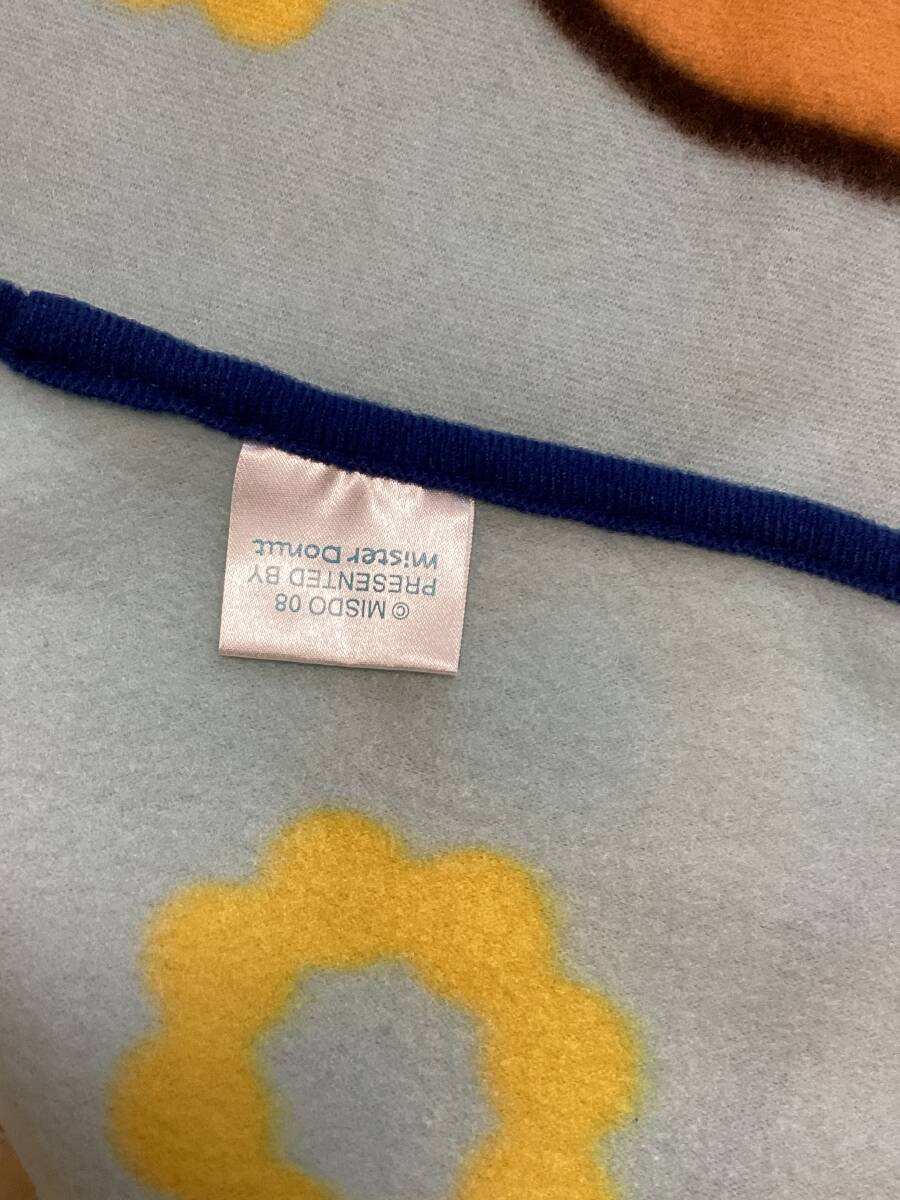 © MISDO 08
PRESENTED BY
mister Donut